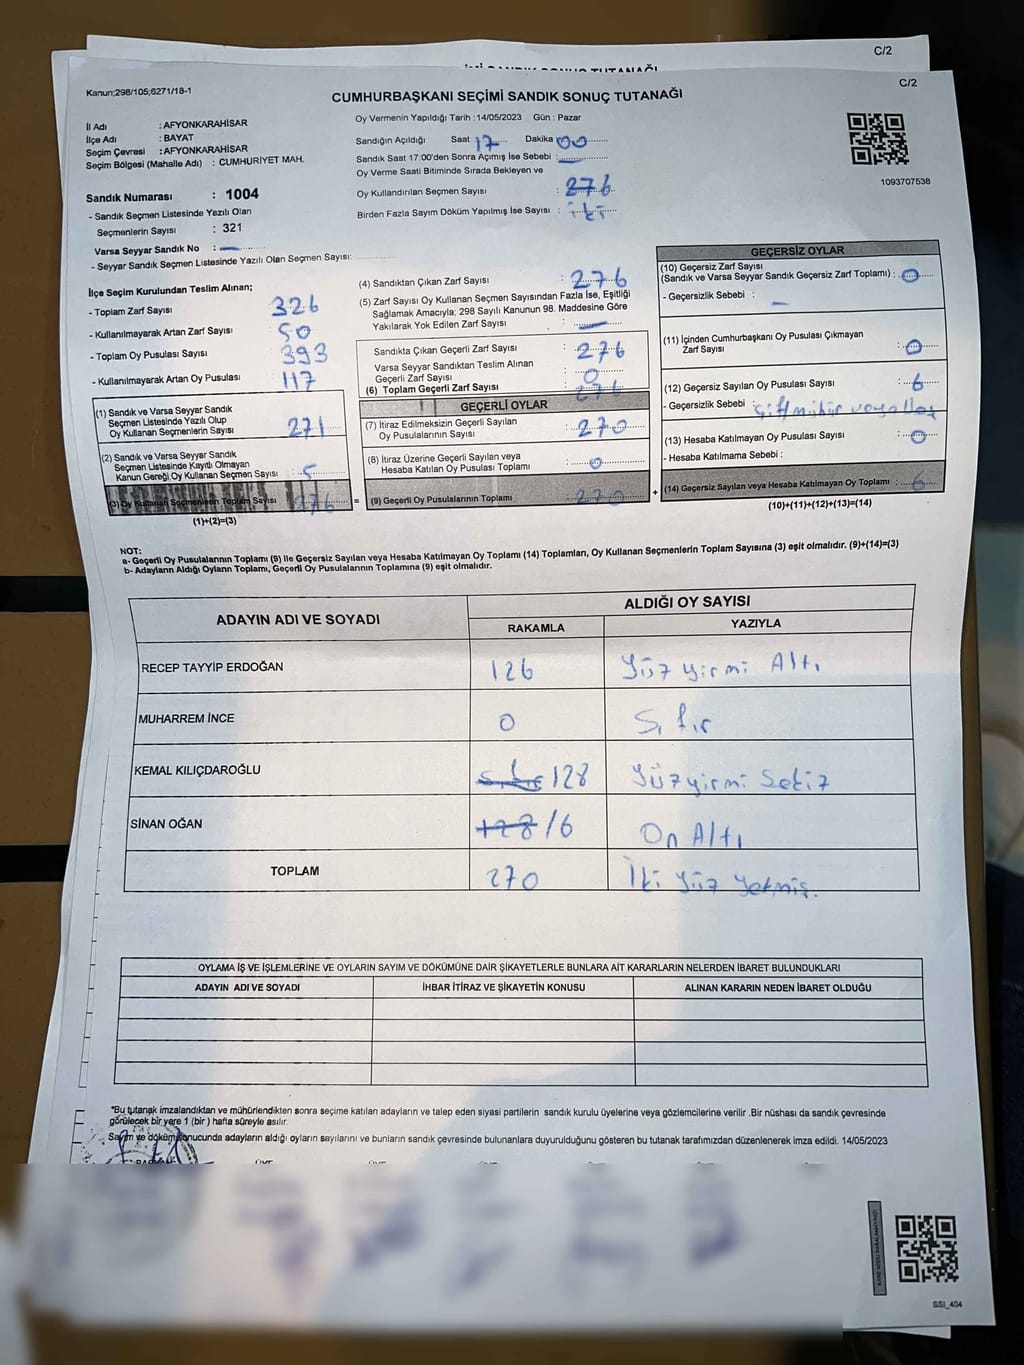 C/2
C/2
Kanun;298/105;6271/18-1
CUMHURBAŞKANI SEÇİMİ SANDIK SONUÇ TUTANAĞI
İl Adı : AFYONKARAHİSAR
İlçe Adı : BAYAT
Seçim Çevresi : AFYONKARAHİSAR
Seçim Bölgesi (Mahalle Adı) : CUMHURİYET MAH.
Sandık Numarası : 1004
- Sandık Seçmen Listesinde Yazılı Olan
Seçmenlerin Sayısı : 321
Varsa Seyyar Sandık No :
- Seyyar Sandık Seçmen Listesinde Yazılı Olan Seçmen Sayısı:
Oy Vermenin Yapıldığı Tarih : 14/05/2023 Gün : Pazar
Sandığın Açıldığı Saat 17 Dakika 00
Sandık Saat 17:00'den Sonra Açımış İse Sebebi :
Oy Verme Saati Bitiminde Sırada Bekleyen ve
Oy Kullandırılan Seçmen Sayısı : 276
Birden Fazla Sayım Döküm Yapılmış İse Sayısı : iki
1093707538
İlçe Seçim Kurulundan Teslim Alınan;
- Toplam Zarf Sayısı : 326
- Kullanılmayarak Artan Zarf Sayısı : 50
- Toplam Oy Pusulası Sayısı : 393
- Kullanılmayarak Artan Oy Pusulası : 117
(1) Sandık ve Varsa Seyyar Sandık
Seçmen Listesinde Yazılı Olup
Oy Kullanan Seçmenlerin Sayısı : 271
(2) Sandık ve Varsa Seyyar Sandık
Seçmen Listesinde Kayıtlı Olmayan
Kanun Gereği Oy Kullanan Seçmen Sayısı : 5
(3) Oy Kullanan Seçmenlerin Toplam Sayısı 276
(1)+(2)=(3)
(4) Sandıktan Çıkan Zarf Sayısı : 276
(5) Zarf Sayısı Oy Kullanan Seçmen Sayısından Fazla İse, Eşitliği
Sağlamak Amacıyla; 298 Sayılı Kanunun 98. Maddesine Göre
Yakılarak Yok Edilen Zarf Sayısı :
Sandıkta Çıkan Geçerli Zarf Sayısı : 276
Varsa Seyyar Sandıktan Teslim Alınan
Geçerli Zarf Sayısı : 0
(6) Toplam Geçerli Zarf Sayısı : 276
GEÇERLİ OYLAR
(7) İtiraz Edilmeksizin Geçerli Sayılan
Oy Pusulalarının Sayısı : 270
(8) İtiraz Üzerine Geçerli Sayılan veya
Hesaba Katılan Oy Pusulası Toplamı : 0
= (9) Geçerli Oy Pusulalarının Toplamı : 270 +
GEÇERSİZ OYLAR
(10) Geçersiz Zarf Sayısı
(Sandık ve Varsa Seyyar Sandık Geçersiz Zarf Toplamı) : 0
- Geçersizlik Sebebi :
(11) İçinden Cumhurbaşkanı Oy Pusulası Çıkmayan
Zarf Sayısı : 0
(12) Geçersiz Sayılan Oy Pusulası Sayısı : 6
- Geçersizlik Sebebi : çift mühür
(13) Hesaba Katılmayan Oy Pusulası Sayısı : 0
- Hesaba Katılmama Sebebi :
(14) Geçersiz Sayılan veya Hesaba Katılmayan Oy Toplamı : 6
(10)+(11)+(12)+(13)=(14)
NOT:
a- Geçerli Oy Pusulalarının Toplamı (9) ile Geçersiz Sayılan veya Hesaba Katılmayan Oy Toplamı (14) Toplamları, Oy Kullanan Seçmenlerin Toplam Sayısına (3) eşit olmalıdır. (9)+(14)=(3)
b- Adayların Aldığı Oyların Toplamı, Geçerli Oy Pusulalarının Toplamına (9) eşit olmalıdır.
ADAYIN ADI VE SOYADI
ALDIĞI OY SAYISI
RAKAMLA YAZIYLA
RECEP TAYYİP ERDOĞAN 126 Yüz yirmi Altı
MUHARREM İNCE 0 Sıfır
KEMAL KILIÇDAROĞLU sıfır 128 Yüz yirmi Sekiz
SİNAN OĞAN 128 16 On Altı
TOPLAM 270 İki Yüz Yetmiş.
OYLAMA İŞ VE İŞLEMLERİNE VE OYLARIN SAYIM VE DÖKÜMÜNE DAİR ŞİKAYETLERLE BUNLARA AİT KARARLARIN NELERDEN İBARET BULUNDUKLARI
ADAYIN ADI VE SOYADI İHBAR İTİRAZ VE ŞİKAYETİN KONUSU ALINAN KARARIN NEDEN İBARET OLDUĞU
*Bu tutanak imzalandıktan ve mühürlendikten sonra seçime katılan adayların ve talep eden siyasi partilerin sandık kurulu üyelerine veya gözlemcilerine verilir .Bir nüshası da sandık çevresinde
görülecek bir yere 1 (bir ) hafta süreyle asılır.
Sayım ve döküm sonucunda adayların aldığı oyların sayılarını ve bunların sandık çevresinde bulunanlara duyurulduğunu gösteren bu tutanak tarafımızdan düzenlenerek imza edildi. 14/05/2023
SSI_404